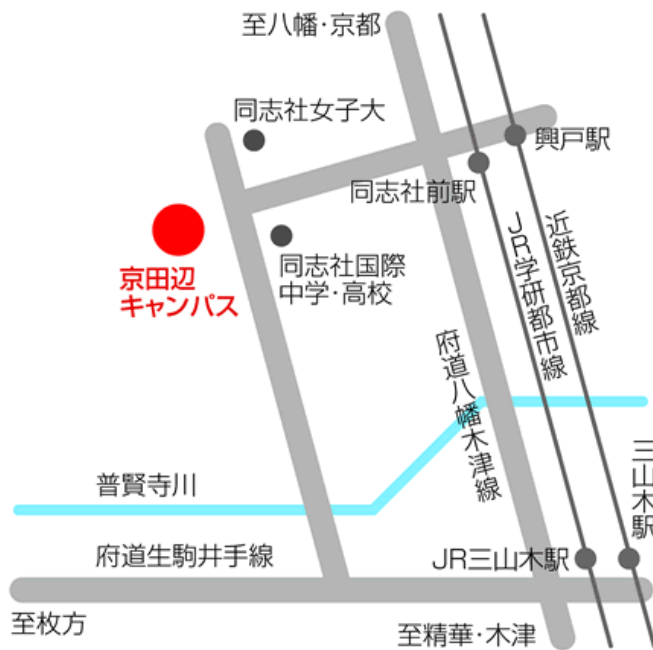 至八幡・京都
同志社女子大
興戸駅
同志社前駅
京田辺
キャンパス
同志社国際
中学・高校
近鉄京都線
JR学研都市線
府道八幡木津線
三山木駅
普賢寺川
府道生駒井手線
JR三山木駅
至枚方
至精華・木津